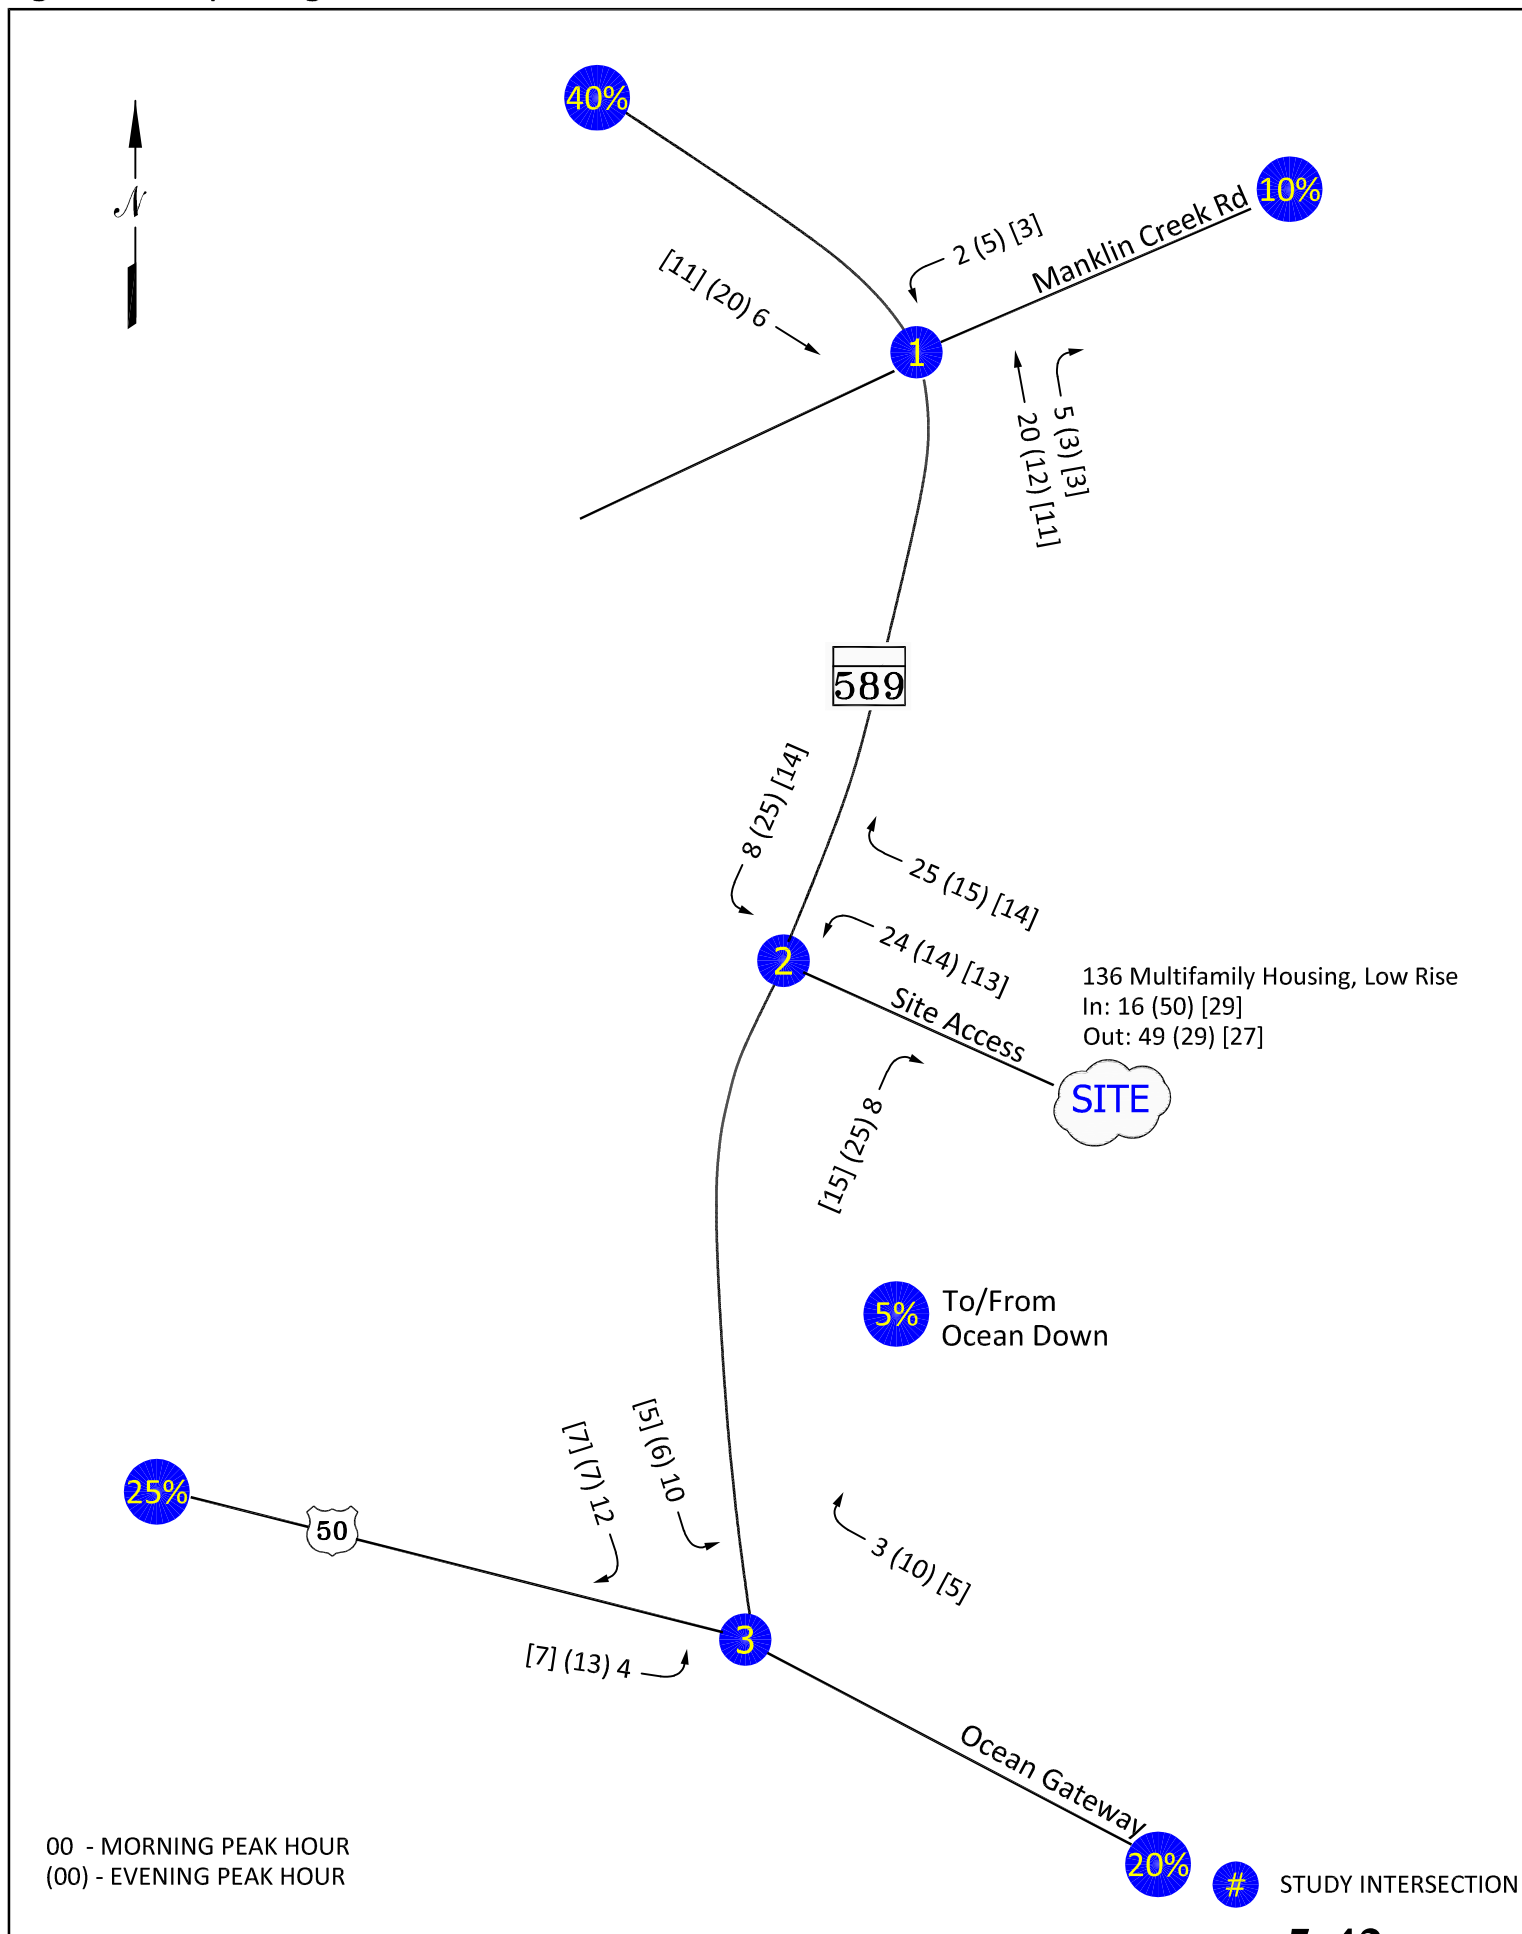 40%
10%
N
Manklin Creek Rd
2 (5) [3]
[11] (20) 6
1
5 (3) [3]
20 (12) [11]
589
8 (25) [14]
25 (15) [14]
24 (14) [13]
2
Site Access
136 Multifamily Housing, Low Rise
In: 16 (50) [29]
Out: 49 (29) [27]
SITE
[15] (25) 8
5%
To/From
Ocean Down
[5] (6) 10
[7] (7) 12
25%
50
3 (10) [5]
3
[7] (13) 4
Ocean Gateway
20%
00 - MORNING PEAK HOUR
(00) - EVENING PEAK HOUR
# STUDY INTERSECTION